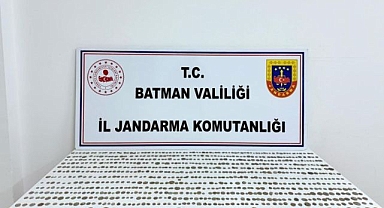 T.C.
BATMAN VALİLİĞİ
İL JANDARMA KOMUTANLIĞI